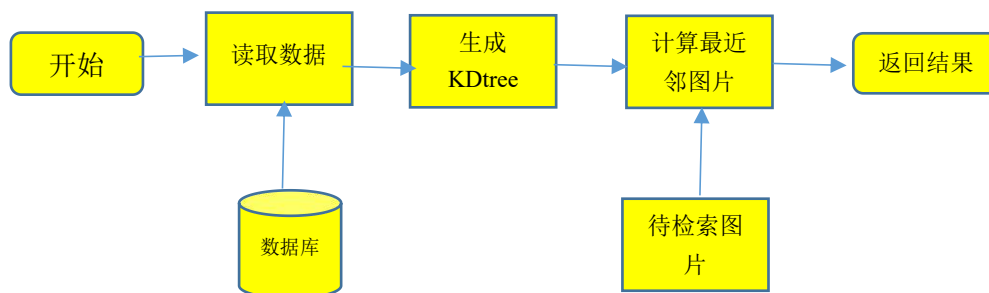 开始
读取数据
生成
KDtree
计算最近
邻图片
返回结果
数据库
待检索图
片